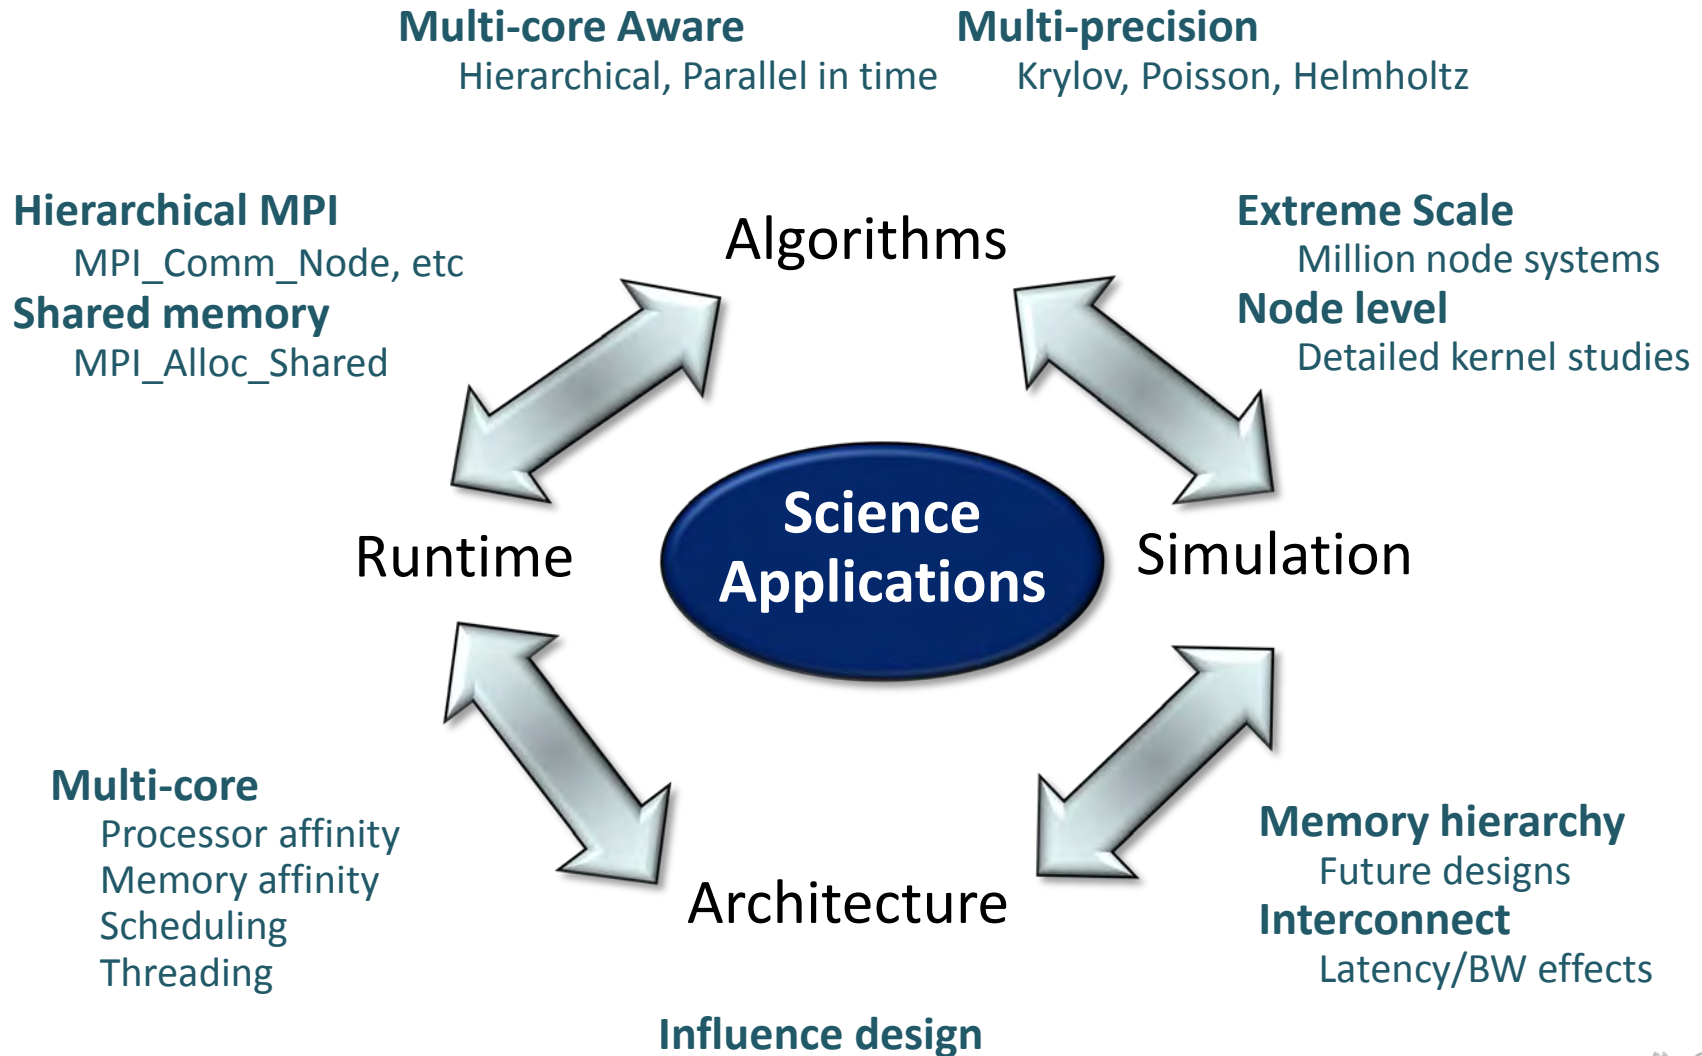 Multi-core Aware
Hierarchical, Parallel in time
Multi-precision
Krylov, Poisson, Helmholtz
Hierarchical MPI
MPI_Comm_Node, etc
Shared memory
MPI_Alloc_Shared
Algorithms
Extreme Scale
Million node systems
Node level
Detailed kernel studies
Runtime
Science
Applications
Simulation
Multi-core
Processor affinity
Memory affinity
Scheduling
Threading
Architecture
Memory hierarchy
Future designs
Interconnect
Latency/BW effects
Influence design